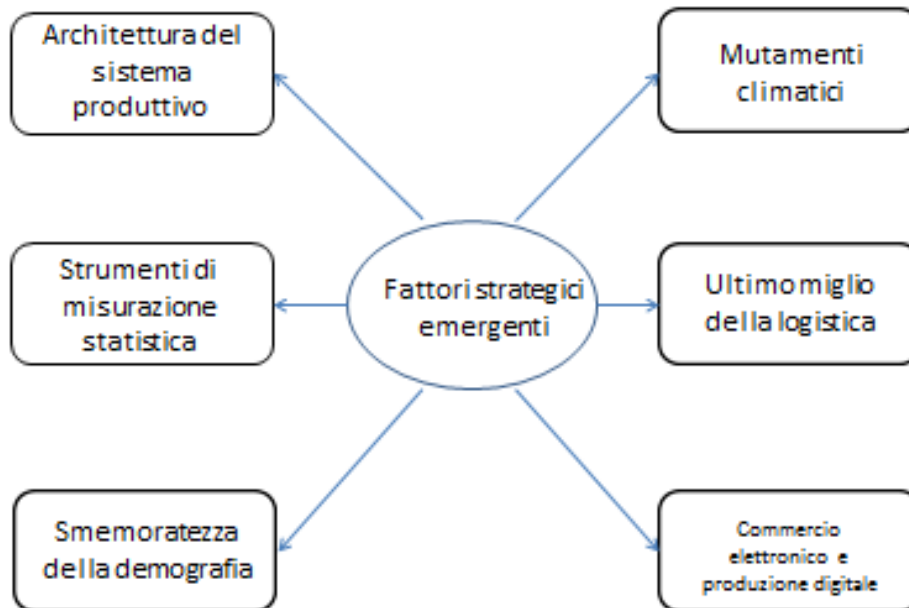 Architettura del
sistema
produttivo
Mutamenti
climatici
Strumenti di
misurazione
statistica
Fattori strategici
emergenti
Ultimo miglio
della logistica
Smemoratezza
della demografia
Commercio
elettronico e
produzione digitale